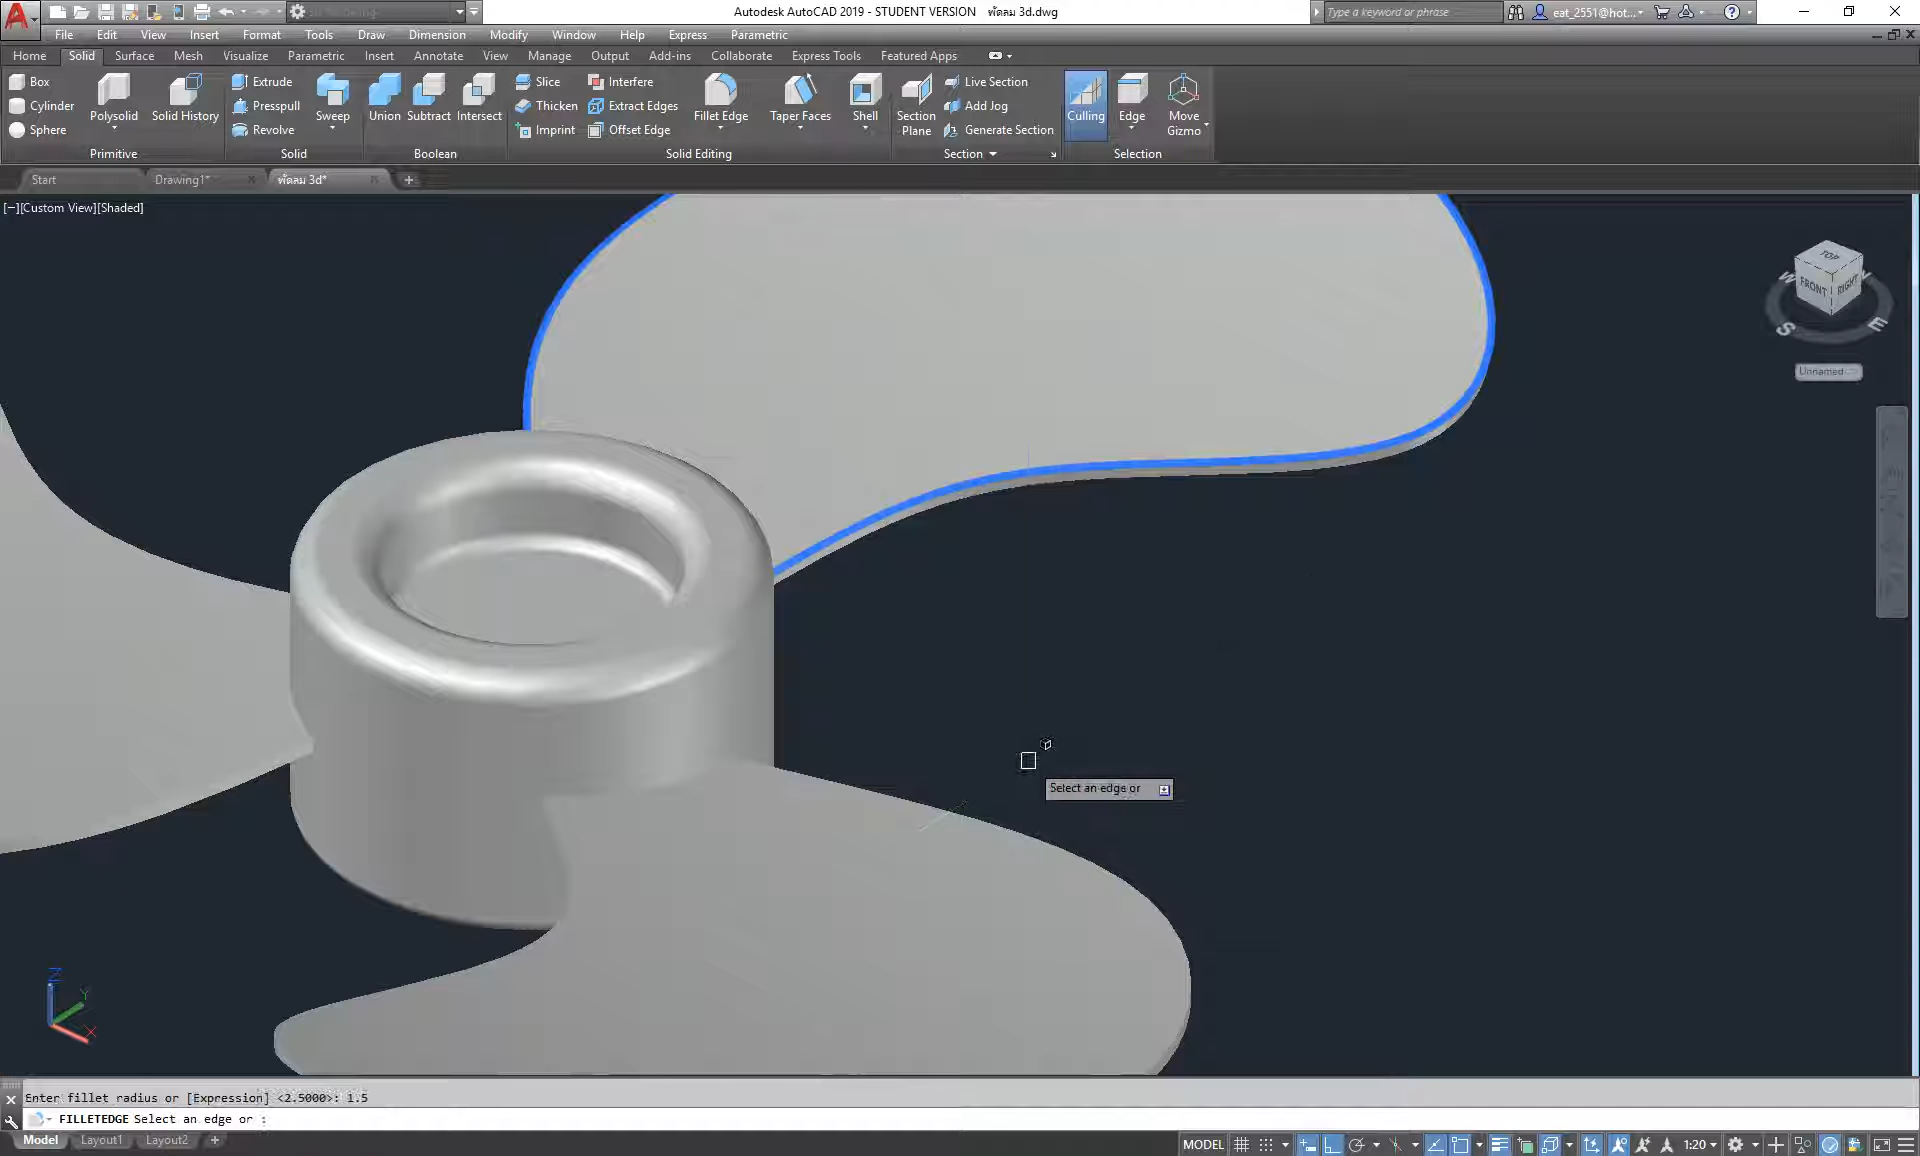 Autodesk AutoCAD 2019 - STUDENT VERSION พัดลม 3d.dwg
Type a keyword or phrase
eat_2551@hot...
File Edit View Insert Format Tools Draw Dimension Modify Window Help Express Parametric
Home Solid Surface Mesh Visualize Parametric Insert Annotate View Manage Output Add-ins Collaborate Express Tools Featured Apps
Box
Cylinder
Sphere
Polysolid
Solid History
Primitive
Extrude
Presspull
Revolve
Sweep
Solid
Union
Subtract
Intersect
Boolean
Slice
Thicken
Imprint
Interfere
Extract Edges
Offset Edge
Fillet Edge
Taper Faces
Shell
Solid Editing
Section Plane
Live Section
Add Jog
Generate Section
Section
Culling
Edge
Move Gizmo
Selection
Start
Drawing1*
พัดลม 3d*
[−][Custom View][Shaded]
TOP
FRONT
RIGHT
W
S
E
Unnamed
Select an edge or
Z
Y
X
Enter fillet radius or [Expression] <2.5000>: 1.5
FILLETEDGE Select an edge or :
Model Layout1 Layout2 +
MODEL
1:20